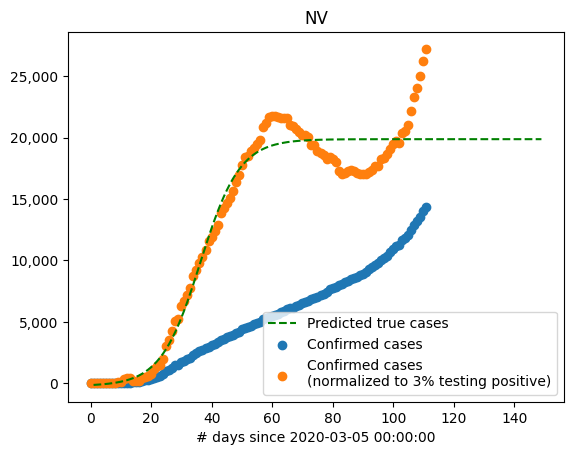 NV
25,000
20,000
15,000
10,000
5,000
0
Predicted true cases
Confirmed cases
Confirmed cases
(normalized to 3% testing positive)
0 20 40 60 80 100 120 140
# days since 2020-03-05 00:00:00